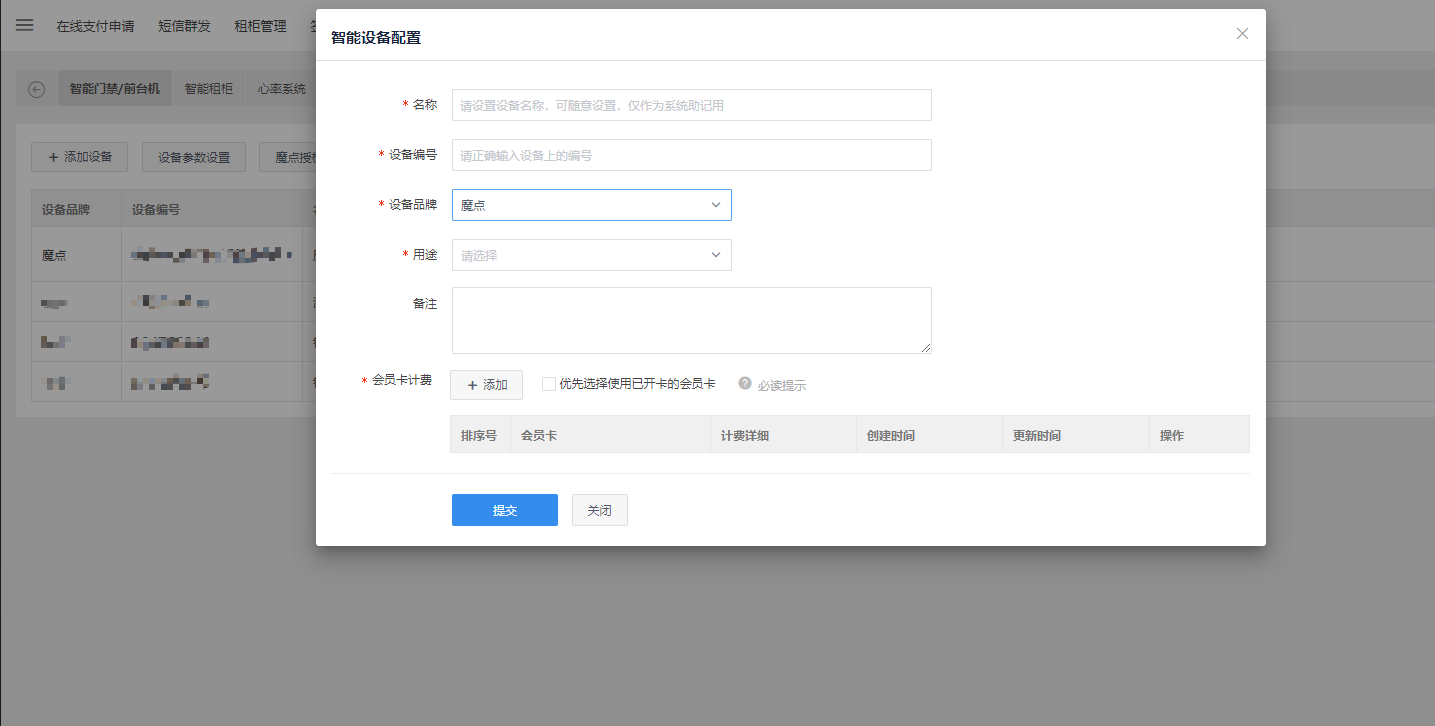 在线支付申请 短信群发 租柜管理
智能门禁/前台机 智能租柜 心率系统
+ 添加设备 设备参数设置 魔点授
设备品牌 设备编号
魔点
智能设备配置
* 名称 请设置设备名称，可随意设置，仅作为系统助记用
* 设备编号 请正确输入设备上的编号
* 设备品牌 魔点
* 用途 请选择
备注
* 会员卡计费 + 添加 优先选择使用已开卡的会员卡 ? 必读提示
排序号 会员卡 计费详细 创建时间 更新时间 操作
提交 关闭